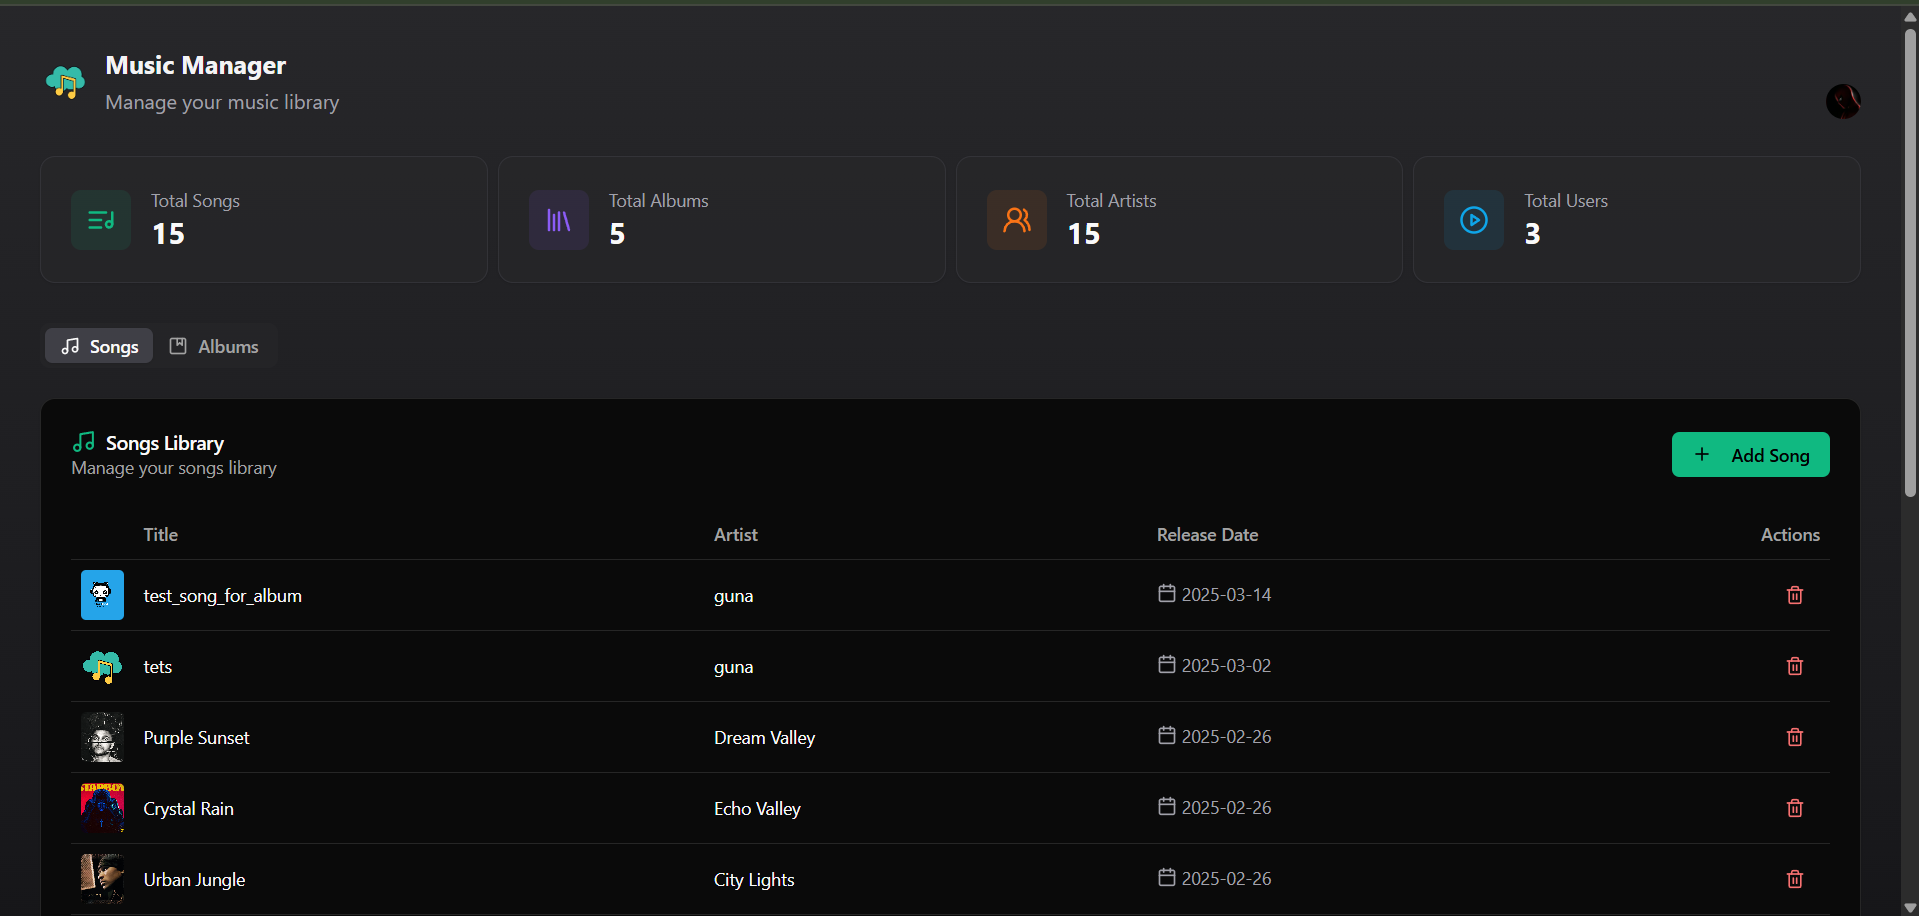 Music Manager
Manage your music library
Total Songs
15
Total Albums
5
Total Artists
15
Total Users
3
Songs
Albums
Songs Library
Manage your songs library
Add Song
Title Artist Release Date Actions
test_song_for_album guna 2025-03-14
tets guna 2025-03-02
Purple Sunset Dream Valley 2025-02-26
Crystal Rain Echo Valley 2025-02-26
Urban Jungle City Lights 2025-02-26